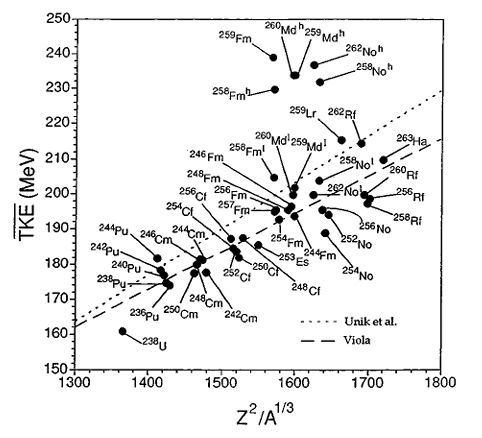 250
240
230
220
210
200
190
180
170
160
150
TKE (MeV)
²⁵⁹Fm
²⁶⁰Mdʰ
²⁵⁹Mdʰ
²⁶²Noʰ
²⁵⁸Noʰ
²⁵⁸Fmʰ
²⁵⁹Lr
²⁶²Rf
²⁶⁰Mdˡ
²⁵⁹Mdˡ
²⁶³Ha
²⁴⁶Fm
²⁵⁸Fmˡ
²⁵⁸Noˡ
²⁶⁰Rf
²⁴⁸Fm
²⁵⁶Cf
²⁵⁶Fm
²⁶²Noˡ
²⁵⁶Rf
²⁵⁴Cf
²⁵⁷Fm
²⁵⁸Rf
²⁴⁴Pu
²⁴⁴Cm
²⁵⁶No
²⁴⁶Cm
²⁵⁴Fm
²⁵²No
²⁴²Pu
²⁴⁴Fm
²⁴⁰Pu
²⁵³Es
²⁵⁴No
²³⁸Pu
²⁵²Cf
²⁵⁰Cf
²⁴⁸Cf
²³⁶Pu
²⁵⁰Cm
²⁴⁸Cm
²⁴²Cm
²³⁸U
Unik et al.
Viola
1300
1400
1500
1600
1700
1800
Z²/A¹/³